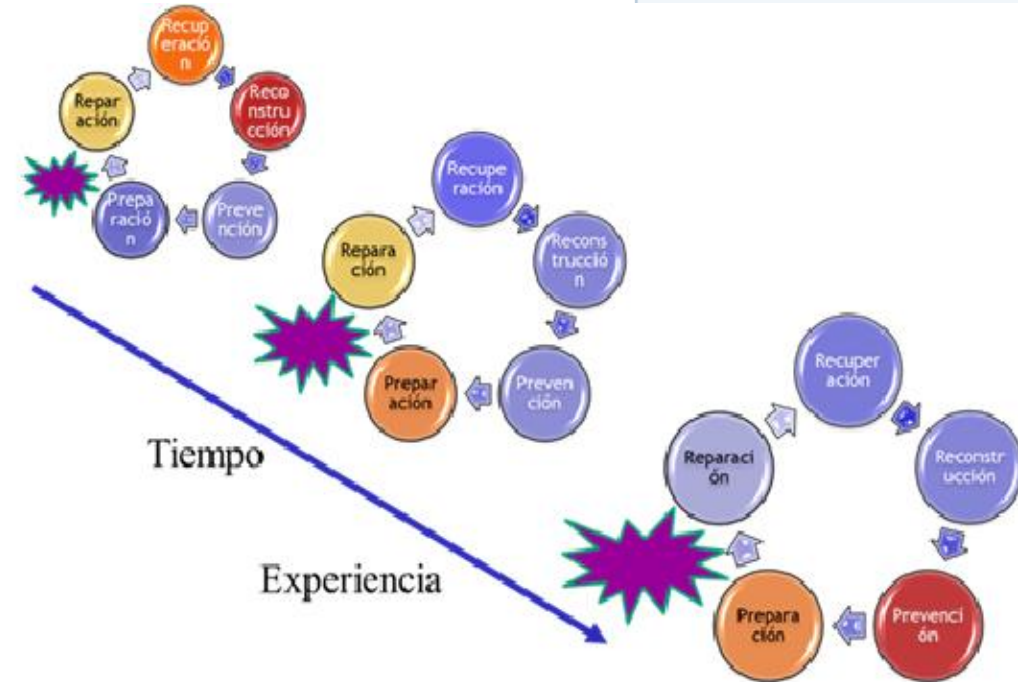 Recup
eració
n
Repar
ación
Reco
nstru
cción
Prepa
ració
n
Preve
nción
Recupe
ración
Repara
ción
Recons
trucció
n
Prepar
ación
Preven
ción
Recuper
ación
Reparaci
ón
Reconstr
ucción
Prepara
ción
Prevenci
ón
Tiempo
Experiencia